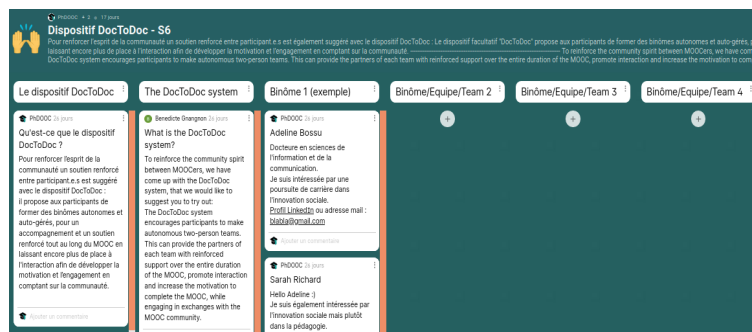 PhDOOC + 2 • 17 jours
Dispositif DocToDoc - S6
Pour renforcer l'esprit de la communauté un soutien renforcé entre participant.e.s est également suggéré avec le dispositif DocToDoc : Le dispositif facultatif "DocToDoc" propose aux participants de former des binômes autonomes et auto-gérés,
laissant encore plus de place à l'interaction afin de développer la motivation et l'engagement en comptant sur la communauté. To reinforce the community spirit between MOOCers, we have com
DocToDoc system encourages participants to make autonomous two-person teams. This can provide the partners of each team with reinforced support over the entire duration of the MOOC, promote interaction and increase the motivation to com
Le dispositif DocToDoc
The DocToDoc system
Binôme 1 (exemple)
Binôme/Equipe/Team 2
Binôme/Equipe/Team 3
Binôme/Equipe/Team 4
PhDOOC 26 jours
Qu'est-ce que le dispositif
DocToDoc ?
Pour renforcer l'esprit de la
communauté un soutien renforcé
entre participant.e.s est suggéré
avec le dispositif DocToDoc :
il propose aux participants de
former des binômes autonomes et
auto-gérés, pour un
accompagnement et un soutien
renforcé tout au long du MOOC en
laissant encore plus de place à
l'interaction afin de développer la
motivation et l'engagement en
comptant sur la communauté.
Ajouter un commentaire
Benedicte Gnangnon 26 jours
What is the DocToDoc
system?
To reinforce the community spirit
between MOOCers, we have
come up with the DocToDoc
system, that we would like to
suggest you to try out:
The DocToDoc system
encourages participants to make
autonomous two-person teams.
This can provide the partners of
each team with reinforced
support over the entire duration
of the MOOC, promote interaction
and increase the motivation to
complete the MOOC, while
engaging in exchanges with the
MOOC community.
PhDOOC 26 jours
Adeline Bossu
Docteure en sciences de
l'information et de la
communication.
Je suis intéressée par une
poursuite de carrière dans
l'innovation sociale.
Profil LinkedIn ou adresse mail :
blabla@gmail.com
Ajouter un commentaire
PhDOOC 26 jours
Sarah Richard
Hello Adeline :)
Je suis également intéressée par
l'innovation sociale mais plutôt
dans la pédagogie.